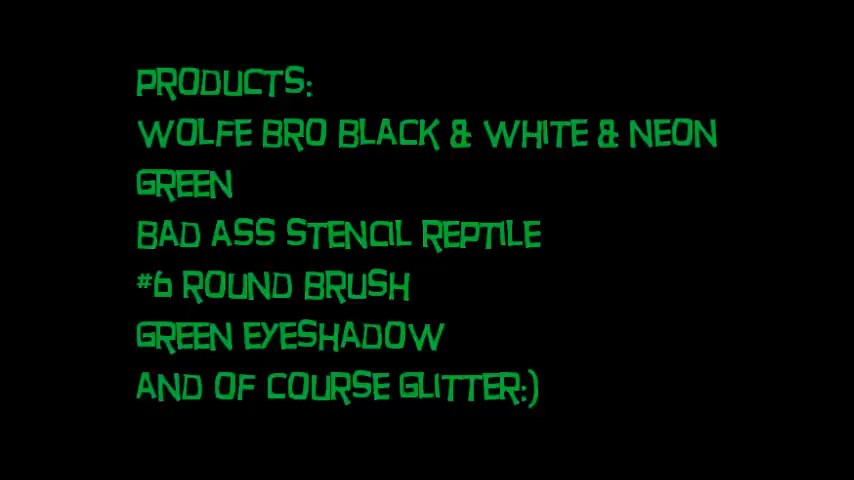 PRODUCTS:
WOLFE BRO BLACK & WHITE & NEON
GREEN
BAD ASS STENCIL REPTILE
#6 ROUND BRUSH
GREEN EYESHADOW
AND OF COURSE GLITTER:)